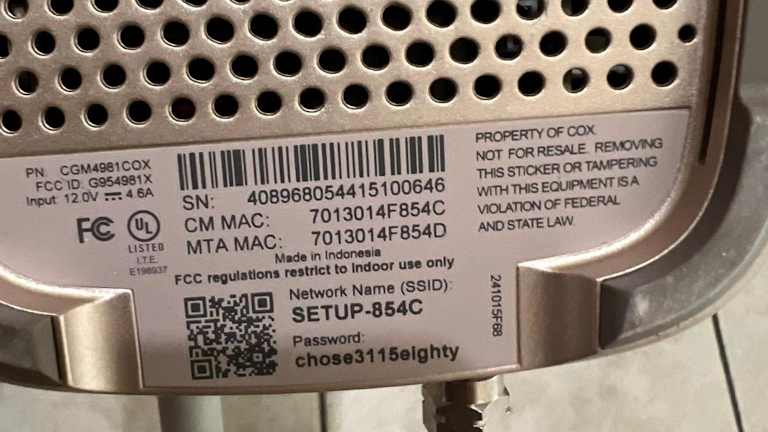 PN. CGM4981COX
FCC ID: G954981X
Input: 12.0V ⎓ 4.6A
FC
UL
LISTED
I.T.E.
E198937
SN: 408968054415100646
CM MAC: 7013014F854C
MTA MAC: 7013014F854D
Made in Indonesia
FCC regulations restrict to Indoor use only
Network Name (SSID):
SETUP-854C
Password:
chose3115eighty
241015F68
PROPERTY OF COX.
NOT FOR RESALE. REMOVING
THIS STICKER OR TAMPERING
WITH THIS EQUIPMENT IS A
VIOLATION OF FEDERAL
AND STATE LAW.